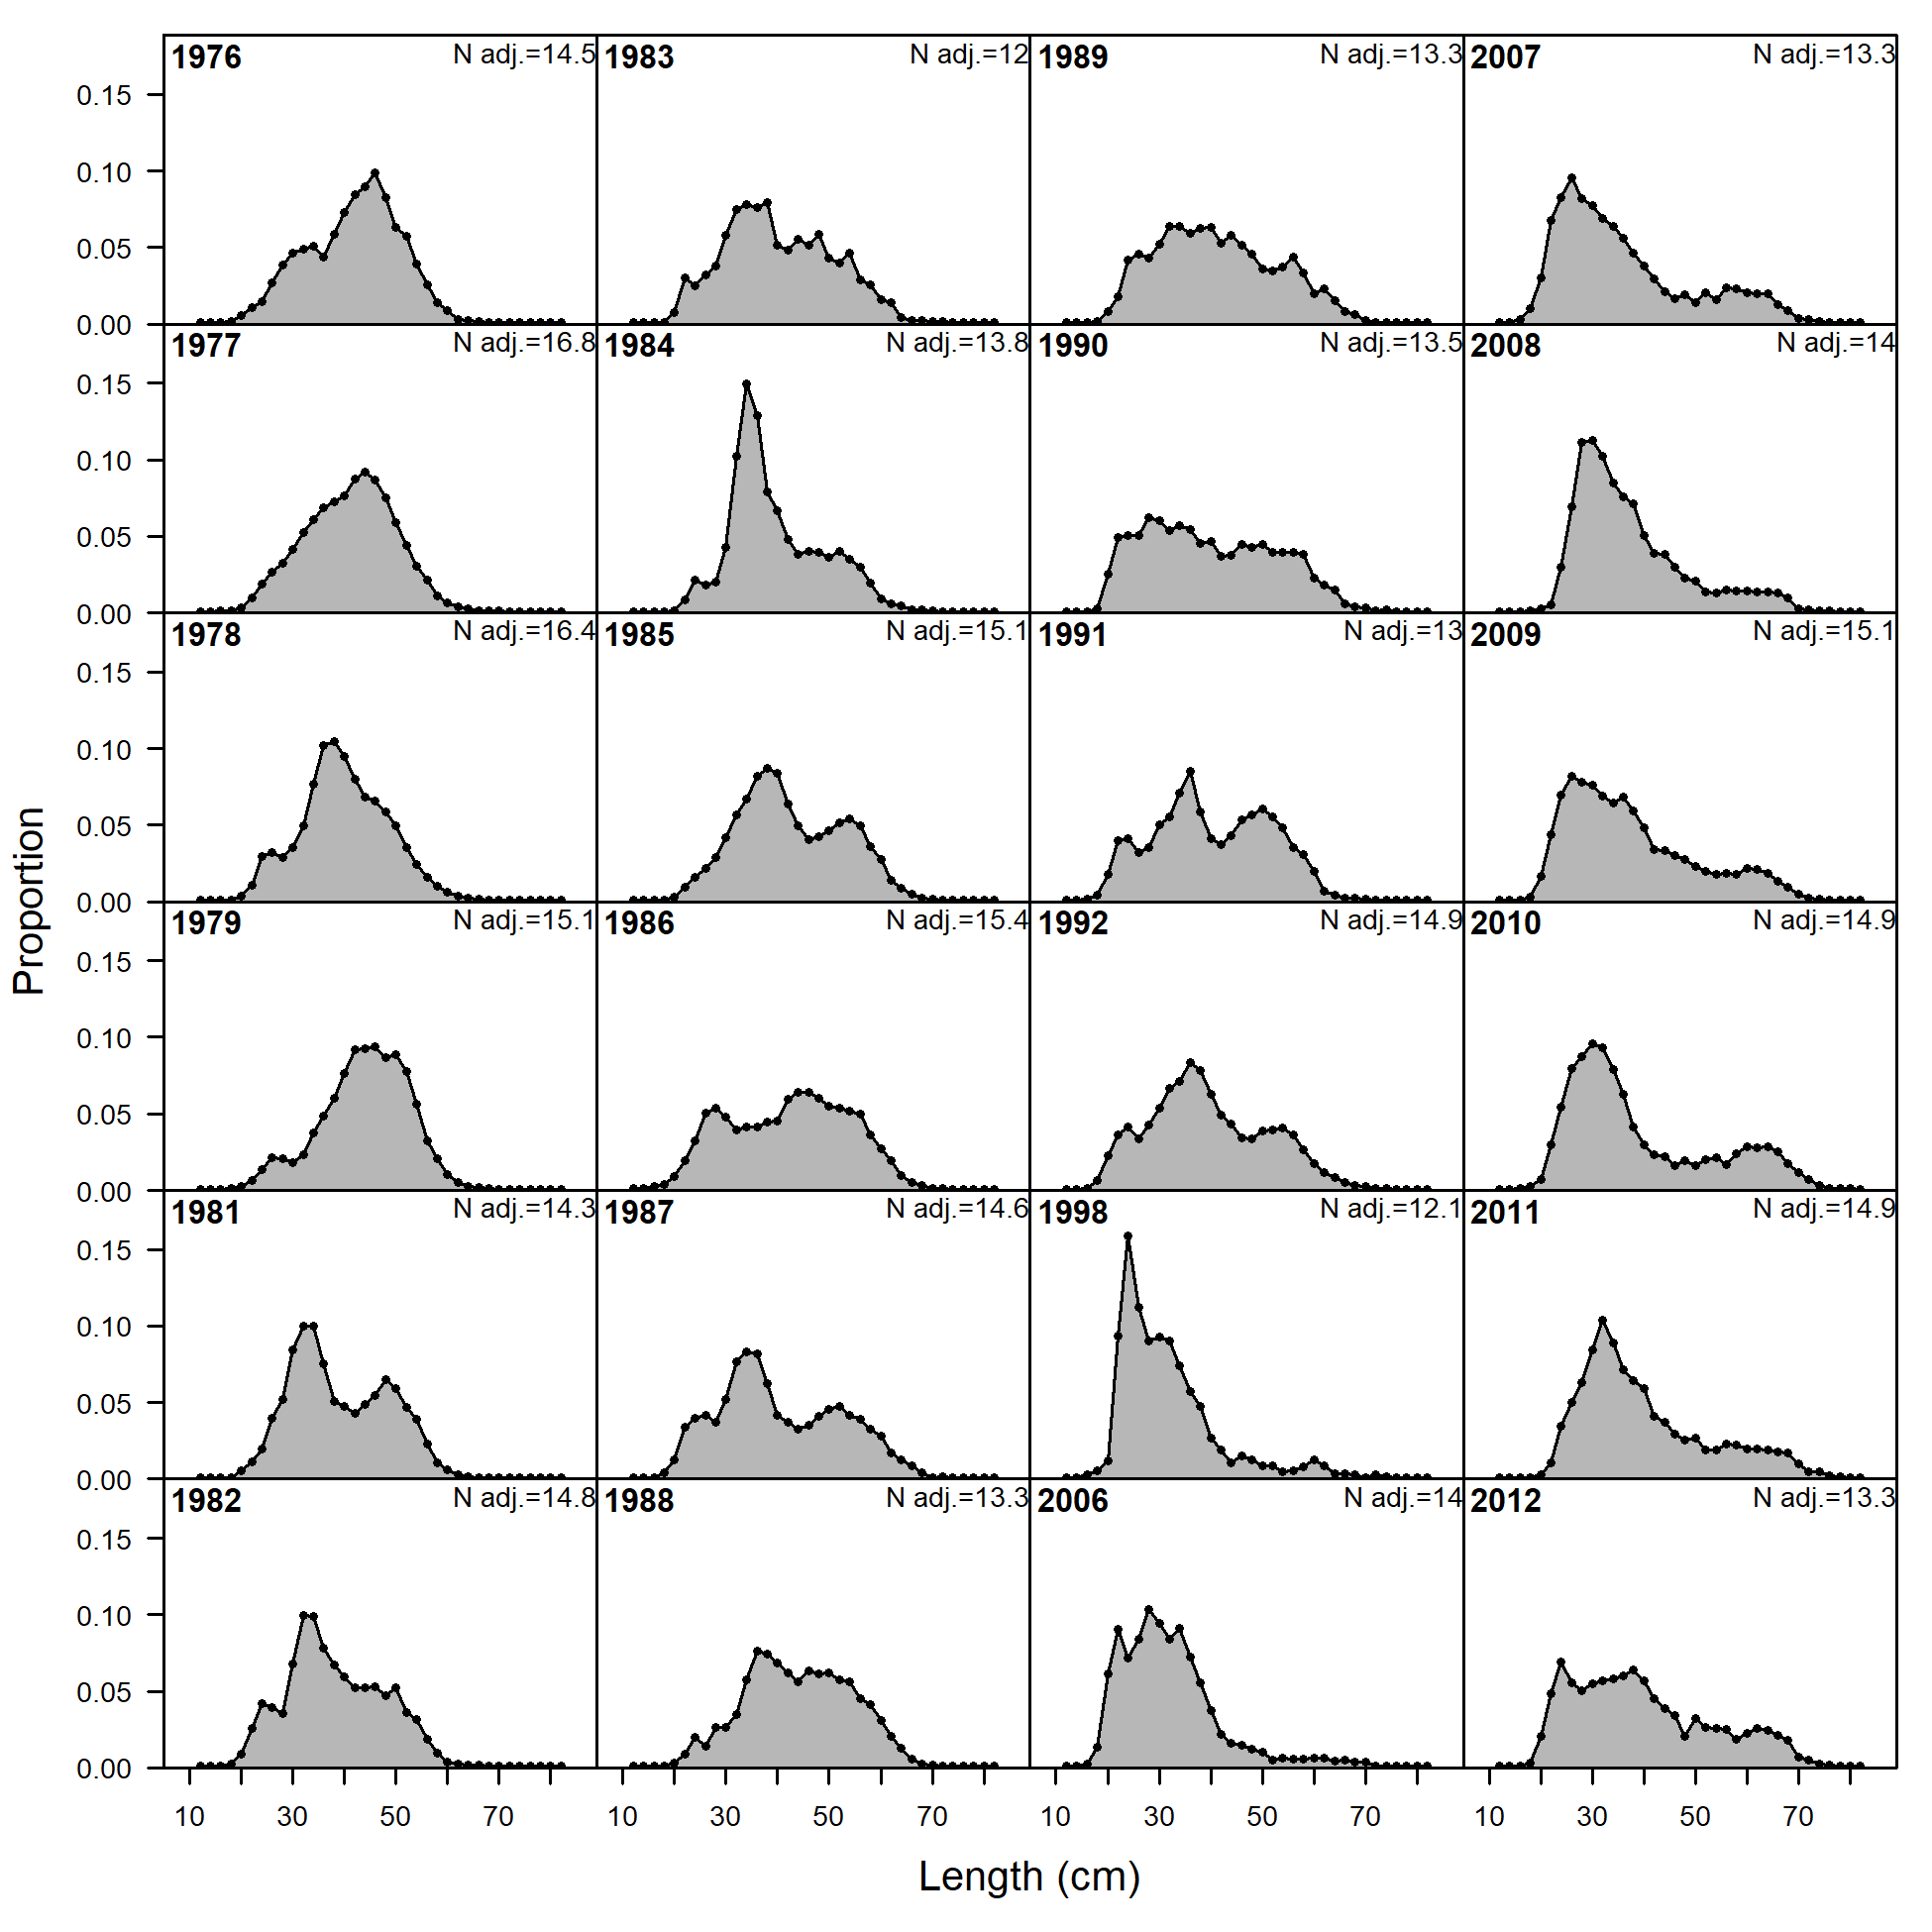 1976 N adj.=14.5 1983 N adj.=12 1989 N adj.=13.3 2007 N adj.=13.3
0.15
0.10
0.05
0.00
1977 N adj.=16.8 1984 N adj.=13.8 1990 N adj.=13.5 2008 N adj.=14
0.15
0.10
0.05
0.00
1978 N adj.=16.4 1985 N adj.=15.1 1991 N adj.=13 2009 N adj.=15.1
0.15
0.10
0.05
0.00
1979 N adj.=15.1 1986 N adj.=15.4 1992 N adj.=14.9 2010 N adj.=14.9
0.15
0.10
0.05
0.00
1981 N adj.=14.3 1987 N adj.=14.6 1998 N adj.=12.1 2011 N adj.=14.9
0.15
0.10
0.05
0.00
1982 N adj.=14.8 1988 N adj.=13.3 2006 N adj.=14 2012 N adj.=13.3
0.15
0.10
0.05
0.00
10 30 50 70 10 30 50 70 10 30 50 70 10 30 50 70
Length (cm)
Proportion